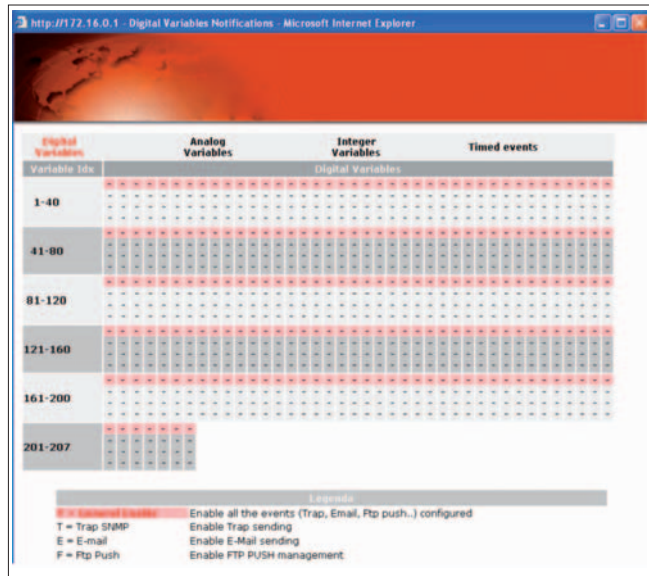 http://172.16.0.1 - Digital Variables Notifications - Microsoft Internet Explorer
Digital Variables
Analog Variables
Integer Variables
Timed events
Variable Idx
Digital Variables
1-40
41-80
81-120
121-160
161-200
201-207
Legenda
= General Enable Enable all the events (Trap, Email, Ftp push..) configured
T = Trap SNMP Enable Trap sending
E = E-mail Enable E-Mail sending
F = Ftp Push Enable FTP PUSH management